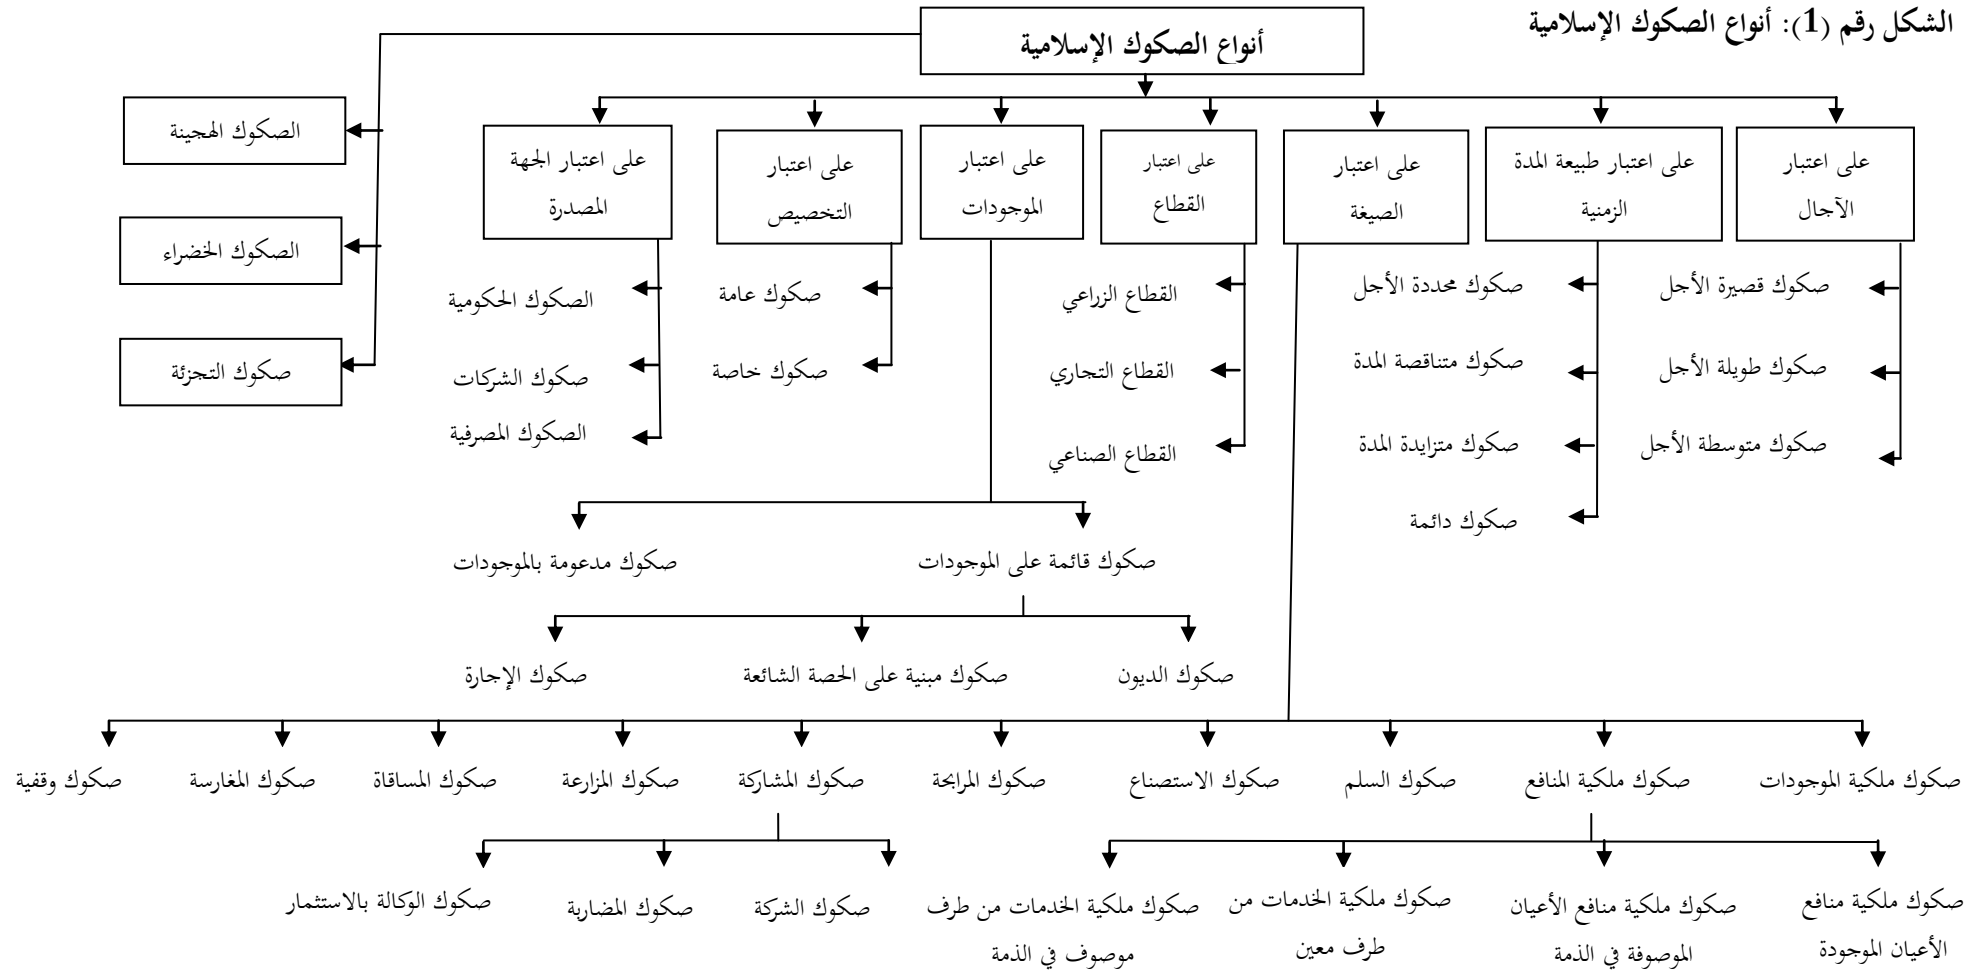 الشكل رقم (1): أنواع الصكوك الإسلامية
أنواع الصكوك الإسلامية
على اعتبار
الآجال
على اعتبار طبيعة المدة
الزمنية
على اعتبار
الصيغة
على اعتبار
القطاع
على اعتبار
الموجودات
على اعتبار
التخصيص
على اعتبار الجهة
المصدرة
الصكوك الهجينة
الصكوك الخضراء
صكوك التجزئة
صكوك قصيرة الأجل
صكوك طويلة الأجل
صكوك متوسطة الأجل
صكوك محددة الأجل
صكوك متناقصة المدة
صكوك متزايدة المدة
صكوك دائمة
القطاع الزراعي
القطاع التجاري
القطاع الصناعي
صكوك عامة
صكوك خاصة
الصكوك الحكومية
صكوك الشركات
الصكوك المصرفية
صكوك قائمة على الموجودات
صكوك مدعومة بالموجودات
صكوك الديون
صكوك مبنية على الحصة الشائعة
صكوك الإجارة
صكوك ملكية الموجودات
صكوك ملكية المنافع
صكوك السلم
صكوك الاستصناع
صكوك المرابحة
صكوك المشاركة
صكوك المزارعة
صكوك المساقاة
صكوك المغارسة
صكوك وقفية
صكوك ملكية منافع
الأعيان الموجودة
صكوك ملكية منافع الأعيان
الموصوفة في الذمة
صكوك ملكية الخدمات من
طرف معين
صكوك ملكية الخدمات من طرف
موصوف في الذمة
صكوك الشركة
صكوك المضاربة
صكوك الوكالة بالاستثمار